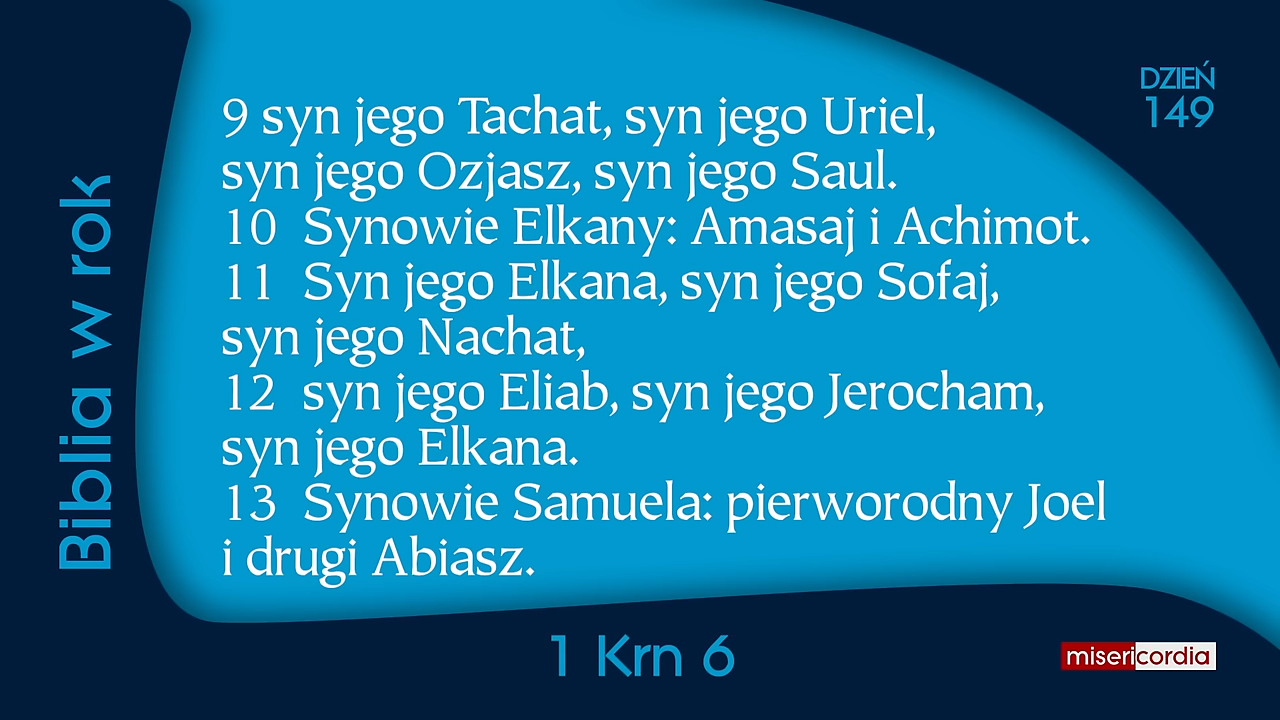 DZIEŃ
149
Biblia w rok
9 syn jego Tachat, syn jego Uriel,
syn jego Ozjasz, syn jego Saul.
10 Synowie Elkany: Amasaj i Achimot.
11 Syn jego Elkana, syn jego Sofaj,
syn jego Nachat,
12 syn jego Eliab, syn jego Jerocham,
syn jego Elkana.
13 Synowie Samuela: pierworodny Joel
i drugi Abiasz.
1 Krn 6
misericordia